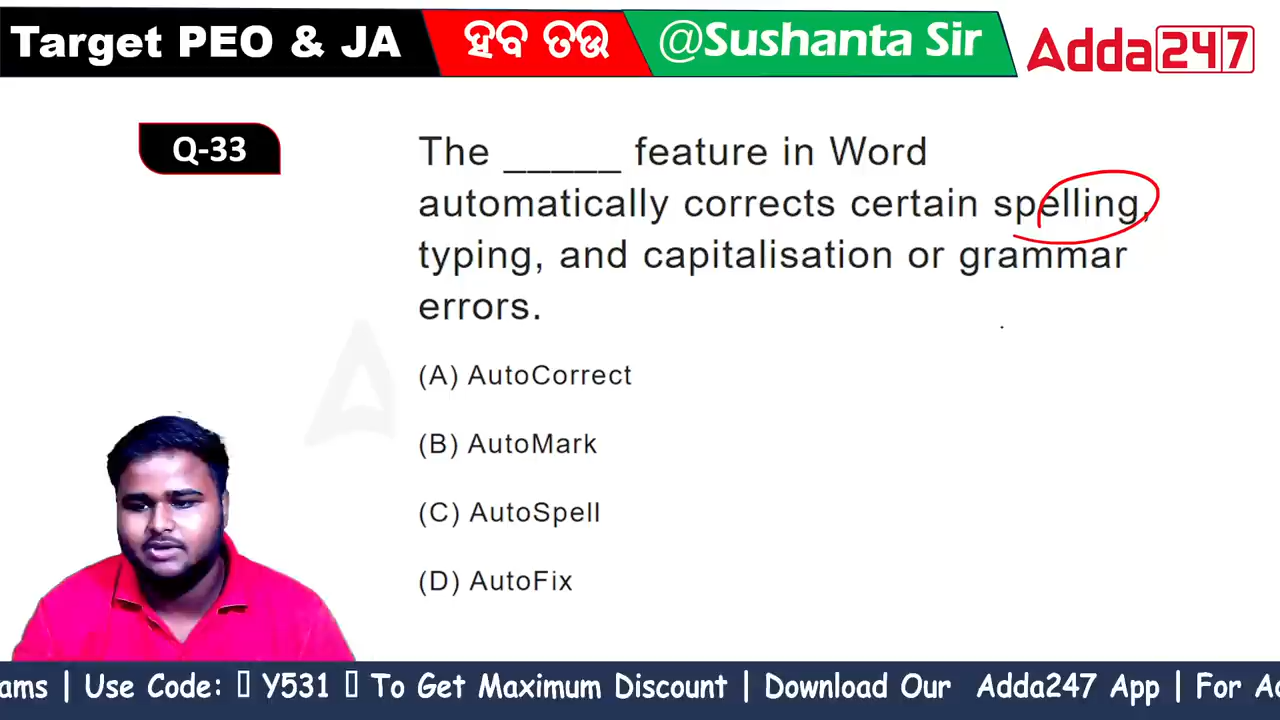 Target PEO & JA ହବ ତଉ @Sushanta Sir Adda247
Q-33
The _____ feature in Word
automatically corrects certain spelling,
typing, and capitalisation or grammar
errors.
(A) AutoCorrect
(B) AutoMark
(C) AutoSpell
(D) AutoFix
ams | Use Code: Y531 To Get Maximum Discount | Download Our Adda247 App | For Ad